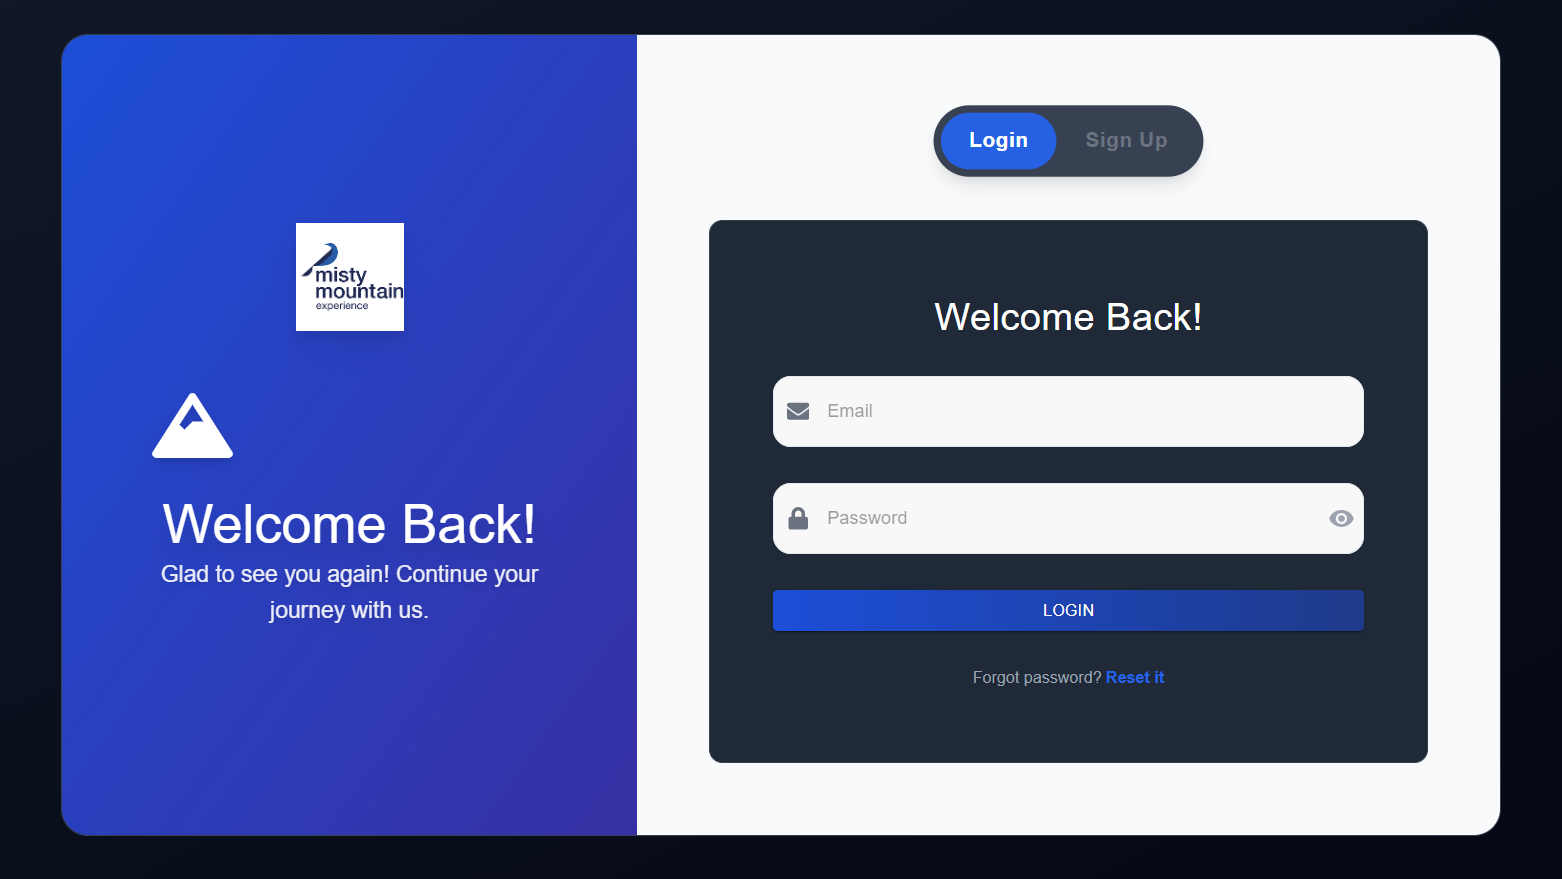 misty
mountain
experience
Welcome Back!
Glad to see you again! Continue your
journey with us.
Login
Sign Up
Welcome Back!
Email
Password
LOGIN
Forgot password? Reset it